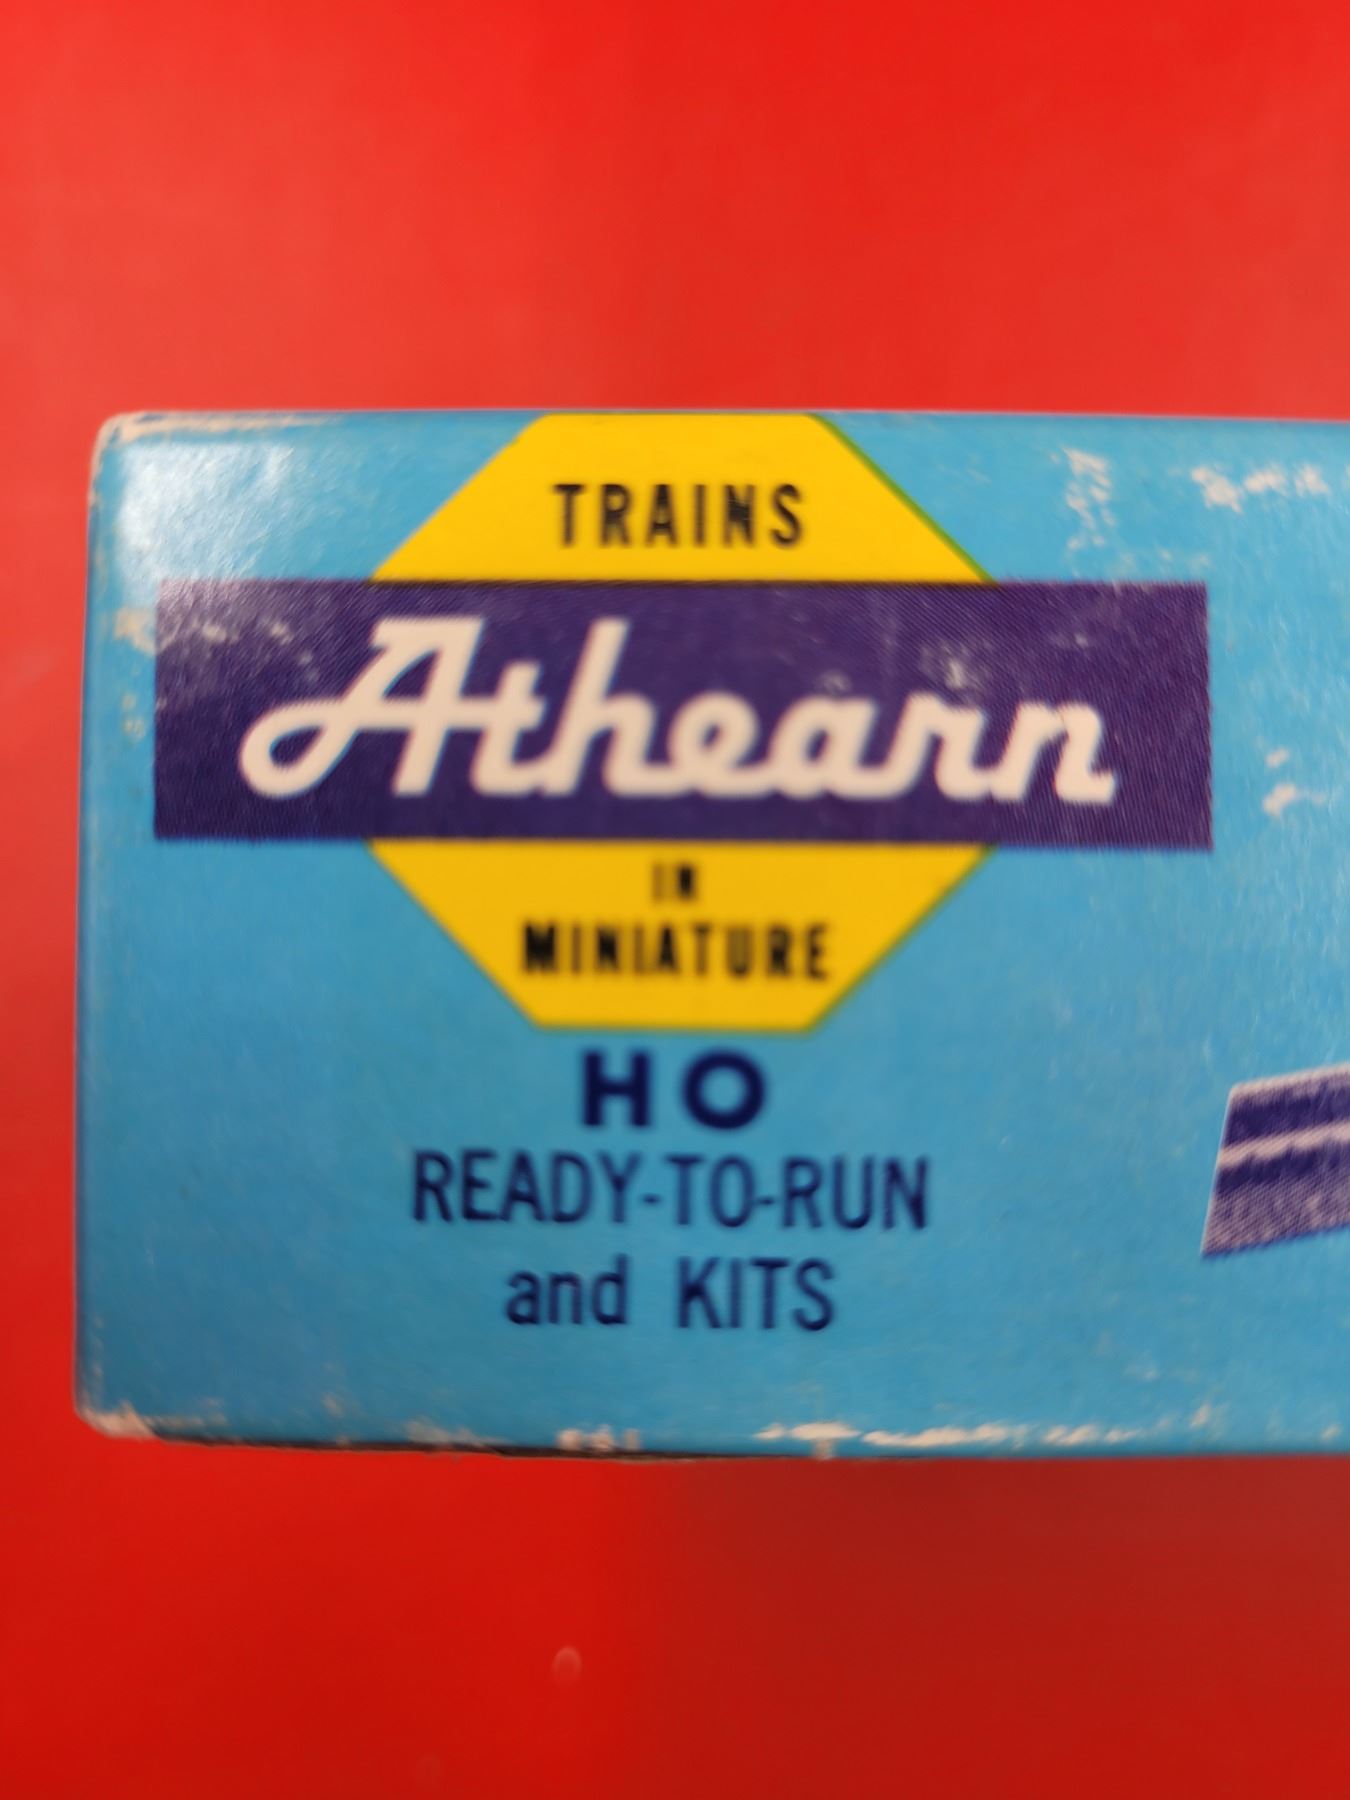 TRAINS
Athearn
IN
MINIATURE
HO
READY-TO-RUN
and KITS